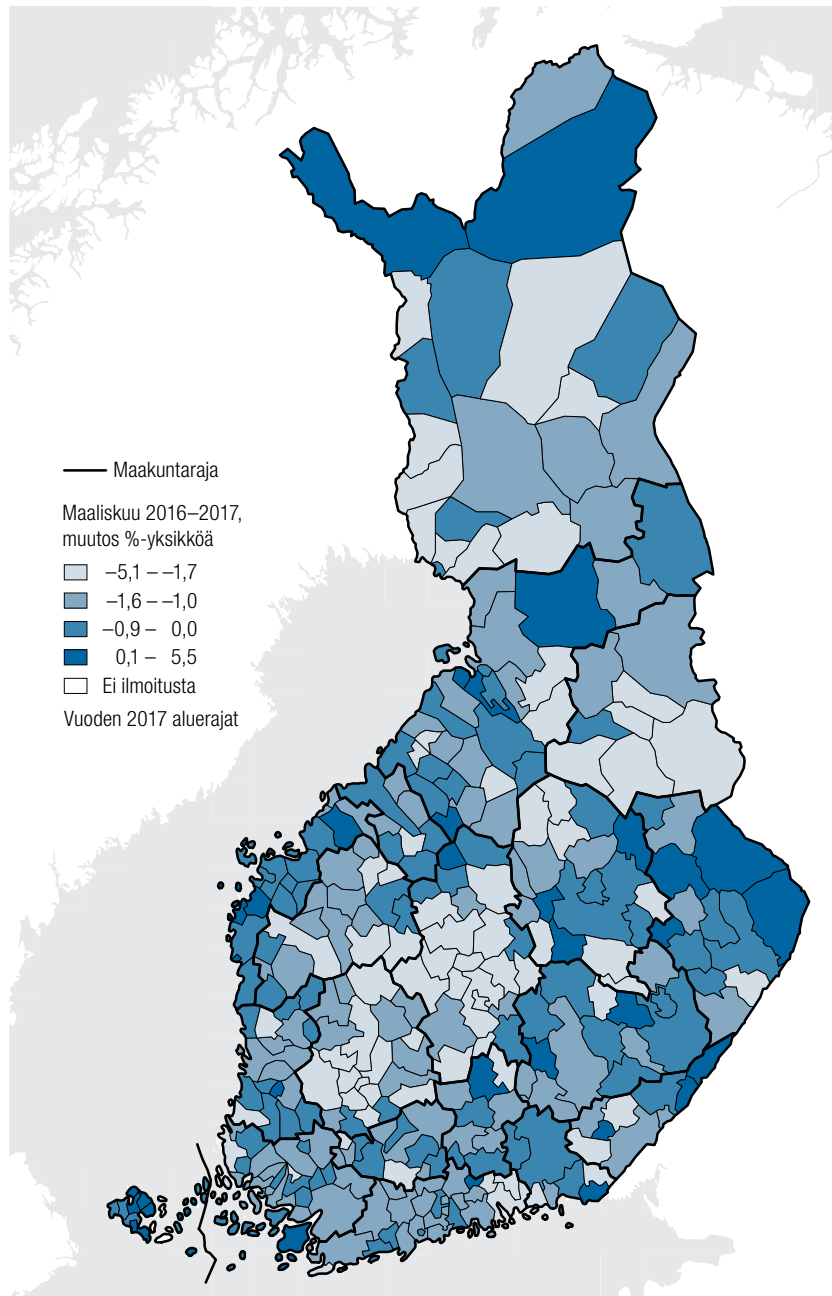 Maakuntaraja
Maaliskuu 2016–2017,
muutos %-yksikköä
–5,1 – –1,7
–1,6 – –1,0
–0,9 – 0,0
0,1 – 5,5
Ei ilmoitusta
Vuoden 2017 aluerajat